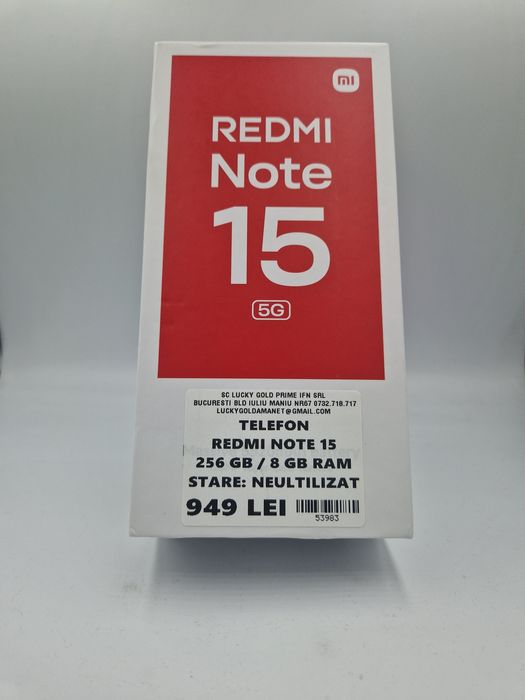 mi
REDMI
Note
15
5G
SC LUCKY GOLD PRIME IFN SRL
BUCURESTI BLD IULIU MANIU NR67 0732.718.717
LUCKYGOLDAMANET@GMAIL.COM
TELEFON
REDMI NOTE 15
256 GB / 8 GB RAM
STARE: NEULTILIZAT
949 LEI
53983